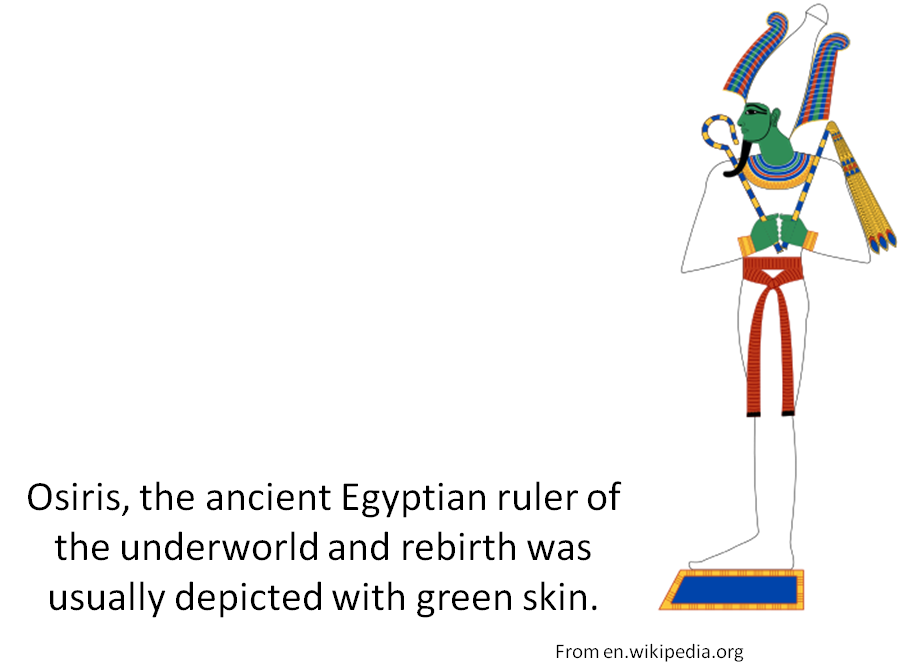 Osiris, the ancient Egyptian ruler of
the underworld and rebirth was
usually depicted with green skin.
From en.wikipedia.org